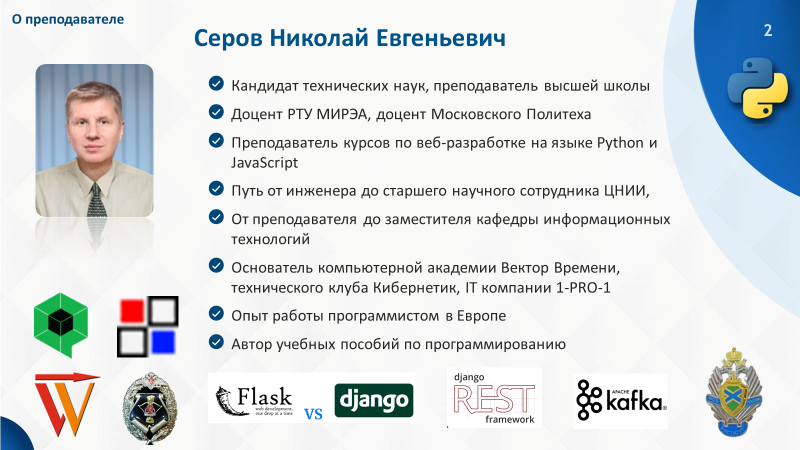 О преподавателе
2
Серов Николай Евгеньевич
Кандидат технических наук, преподаватель высшей школы
Доцент РТУ МИРЭА, доцент Московского Политеха
Преподаватель курсов по веб-разработке на языке Python и
JavaScript
Путь от инженера до старшего научного сотрудника ЦНИИ,
От преподавателя до заместителя кафедры информационных
технологий
Основатель компьютерной академии Вектор Времени,
технического клуба Кибернетик, IT компании 1-PRO-1
Опыт работы программистом в Европе
Автор учебных пособий по программированию
Flask
web development,
one drop at a time
vs
django
django
REST
framework
APACHE
kafka®